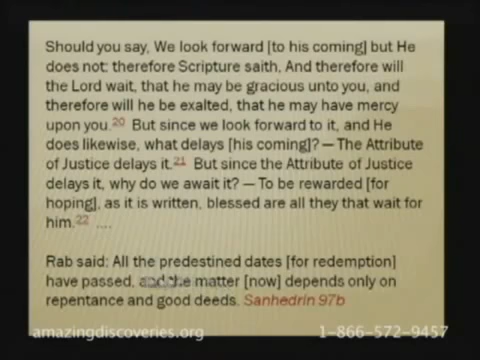 Should you say, We look forward [to his coming] but He
does not: therefore Scripture saith, And therefore will
the Lord wait, that he may be gracious unto you, and
therefore will he be exalted, that he may have mercy
upon you.20 But since we look forward to it, and He
does likewise, what delays [his coming]? — The Attribute
of Justice delays it.21 But since the Attribute of Justice
delays it, why do we await it? — To be rewarded [for
hoping], as it is written, blessed are all they that wait for
him.22 ....
Rab said: All the predestined dates [for redemption]
have passed, and the matter [now] depends only on
repentance and good deeds. Sanhedrin 97b
amazingdiscoveries.org 1-866-572-9457